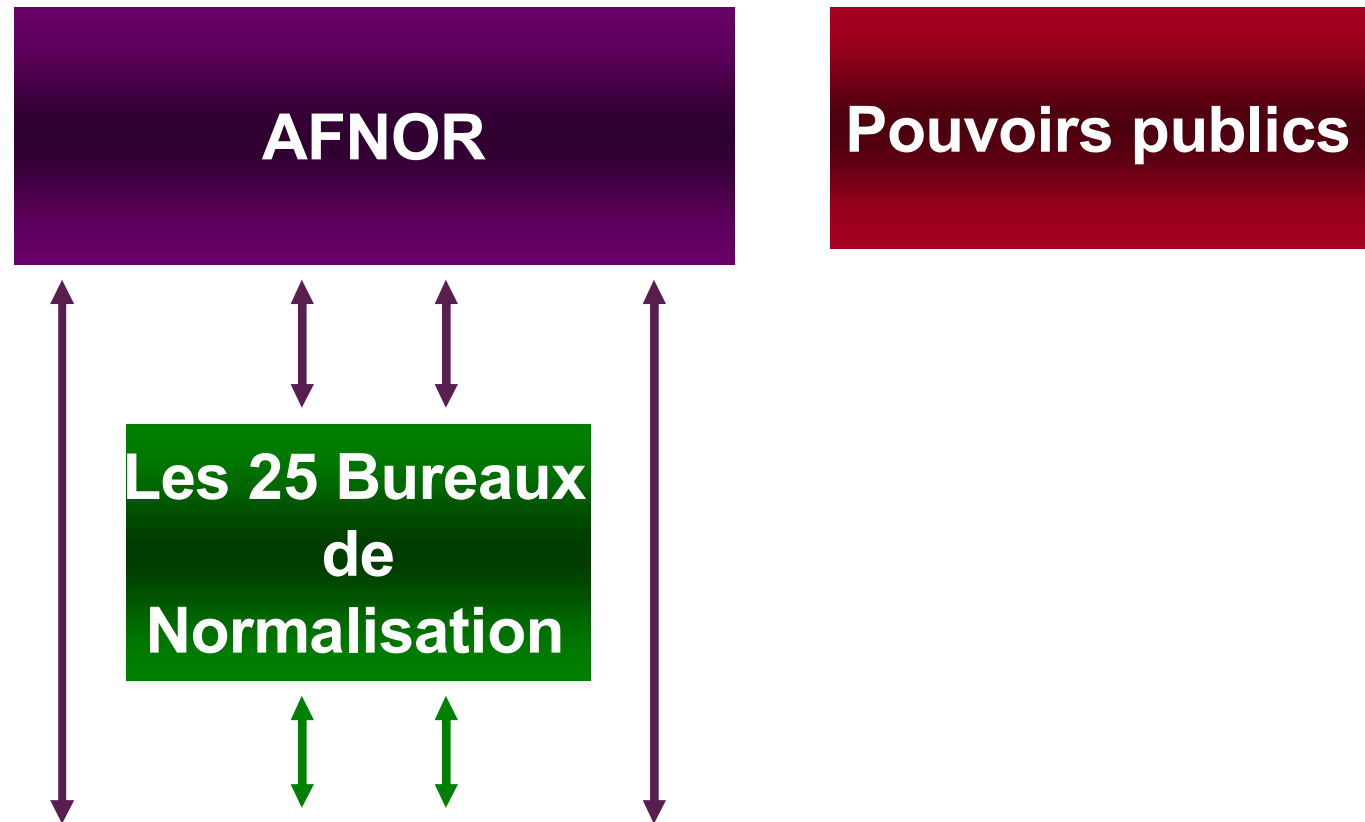 AFNOR
Pouvoirs publics
Les 25 Bureaux
de
Normalisation